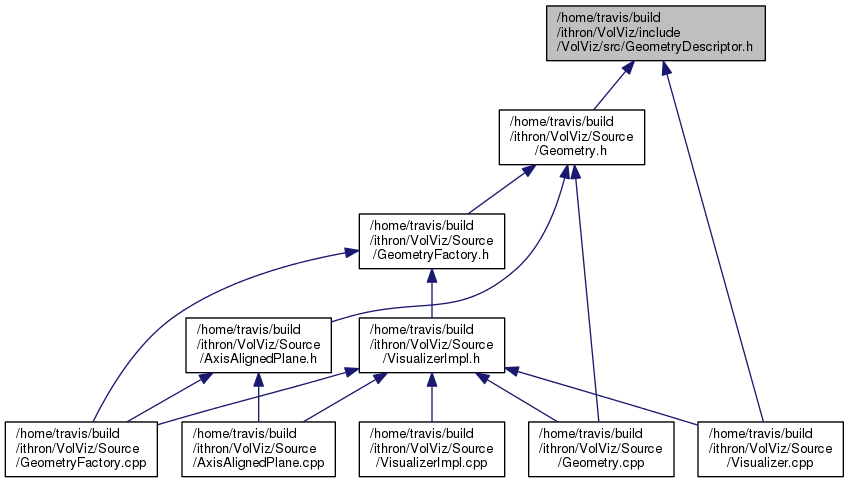 /home/travis/build
/ithron/VolViz/include
/VolViz/src/GeometryDescriptor.h
/home/travis/build
/ithron/VolViz/Source
/Geometry.h
/home/travis/build
/ithron/VolViz/Source
/GeometryFactory.h
/home/travis/build
/ithron/VolViz/Source
/AxisAlignedPlane.h
/home/travis/build
/ithron/VolViz/Source
/VisualizerImpl.h
/home/travis/build
/ithron/VolViz/Source
/GeometryFactory.cpp
/home/travis/build
/ithron/VolViz/Source
/AxisAlignedPlane.cpp
/home/travis/build
/ithron/VolViz/Source
/VisualizerImpl.cpp
/home/travis/build
/ithron/VolViz/Source
/Geometry.cpp
/home/travis/build
/ithron/VolViz/Source
/Visualizer.cpp